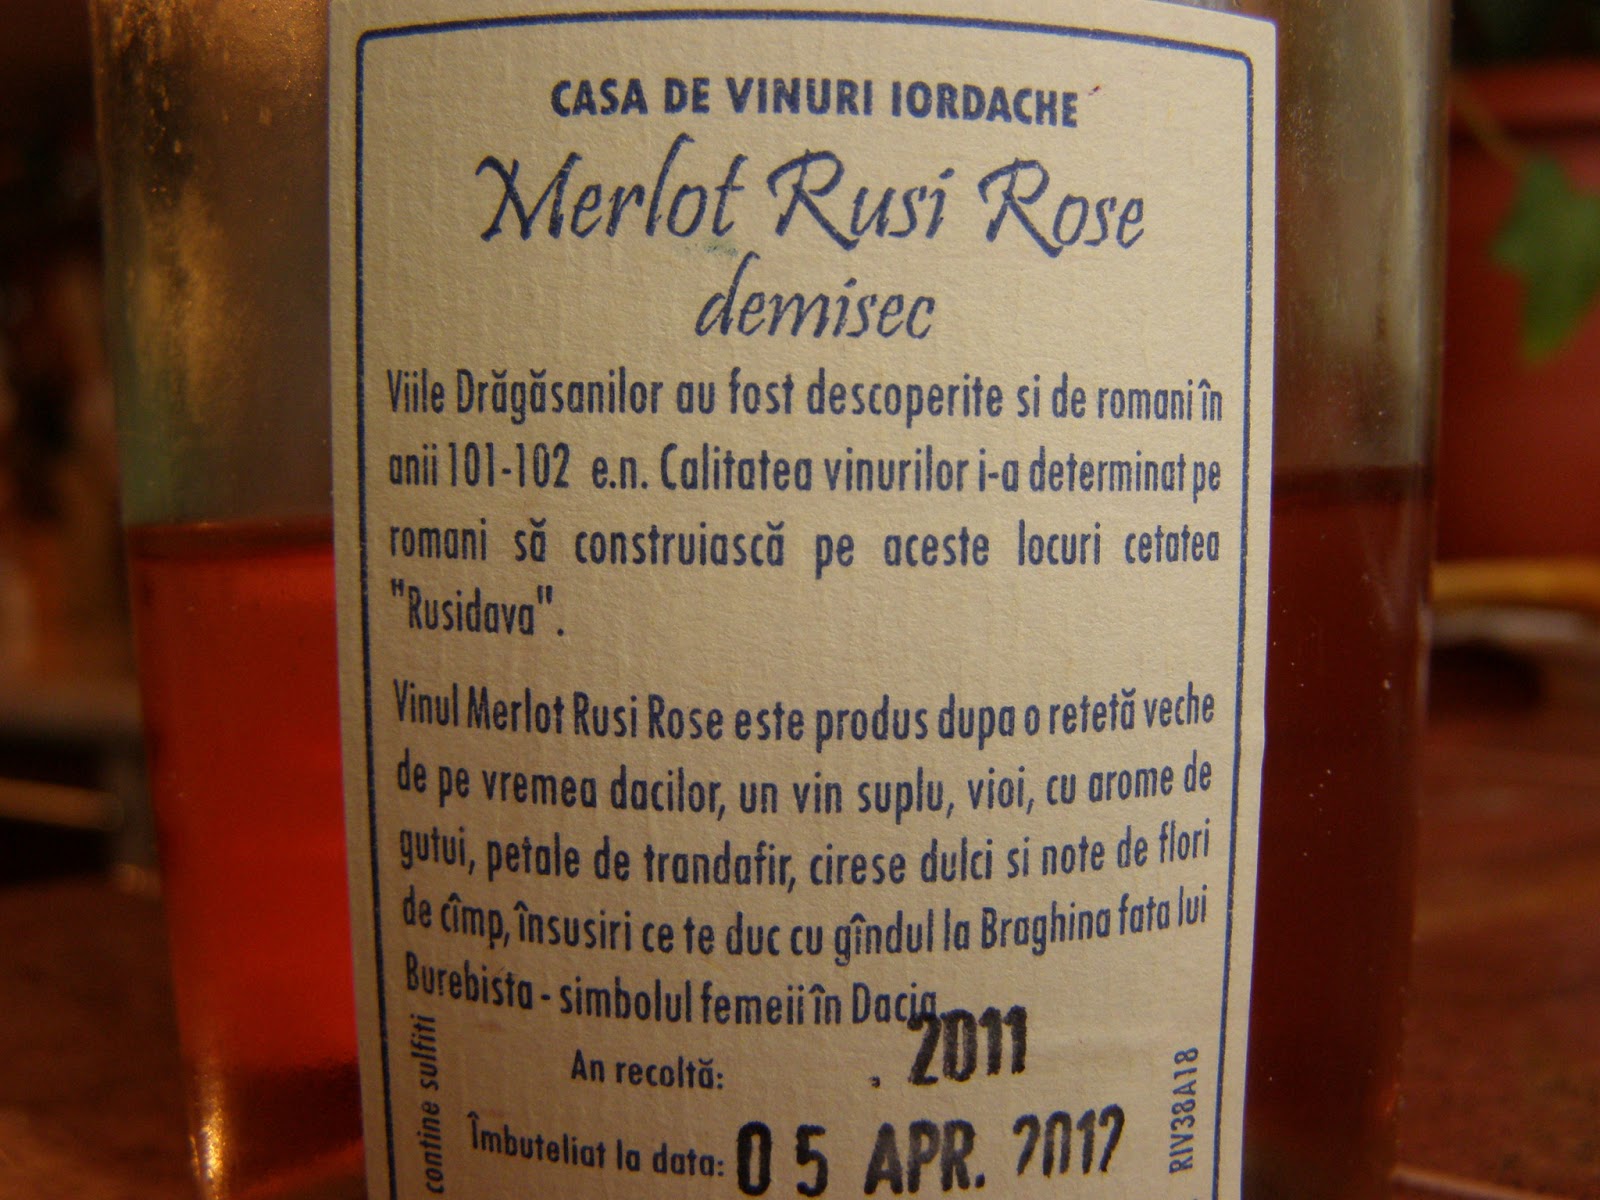 CASA DE VINURI IORDACHE
Merlot Rusi Rose
demisec
Viile Drăgăsanilor au fost descoperite si de romani în
anii 101-102 e.n. Calitatea vinurilor i-a determinat pe
romani să construiască pe aceste locuri cetatea
"Rusidava".
Vinul Merlot Rusi Rose este produs dupa o retetă veche
de pe vremea dacilor, un vin suplu, vioi, cu arome de
gutui, petale de trandafir, cirese dulci si note de flori
de cîmp, însusiri ce te duc cu gîndul la Braghina fata lui
Burebista - simbolul femeii în Dacia
An recoltă: . 2011
Îmbuteliat la data: 05 APR. 2012
contine sulfiti
RIV38A18